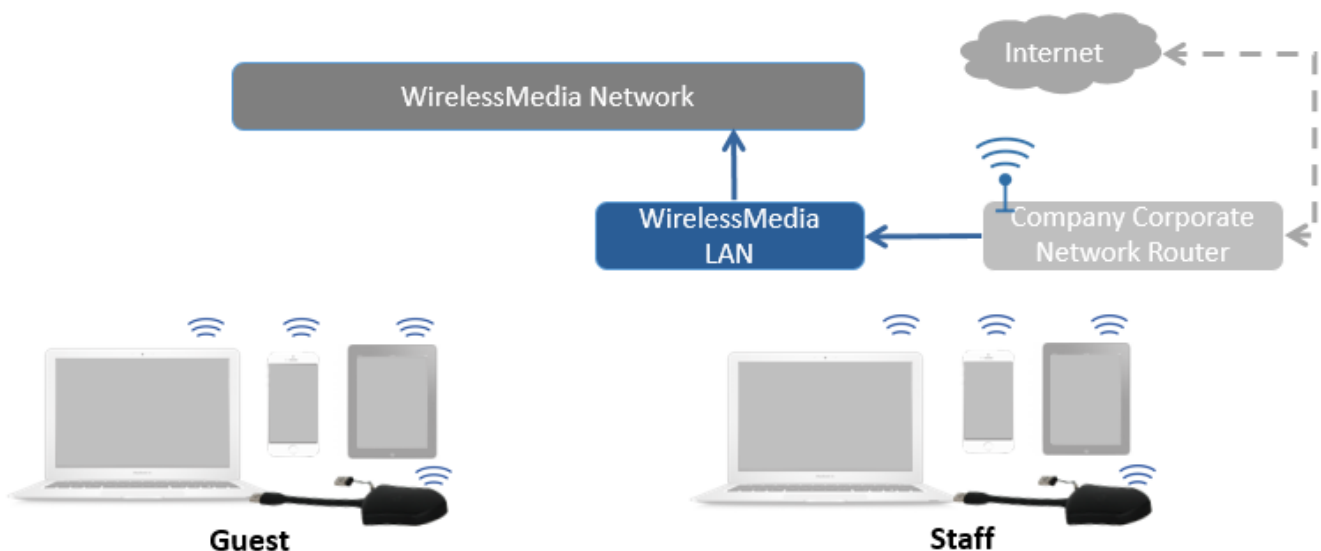 Internet
WirelessMedia Network
WirelessMedia
LAN
Company Corporate
Network Router
Guest
Staff